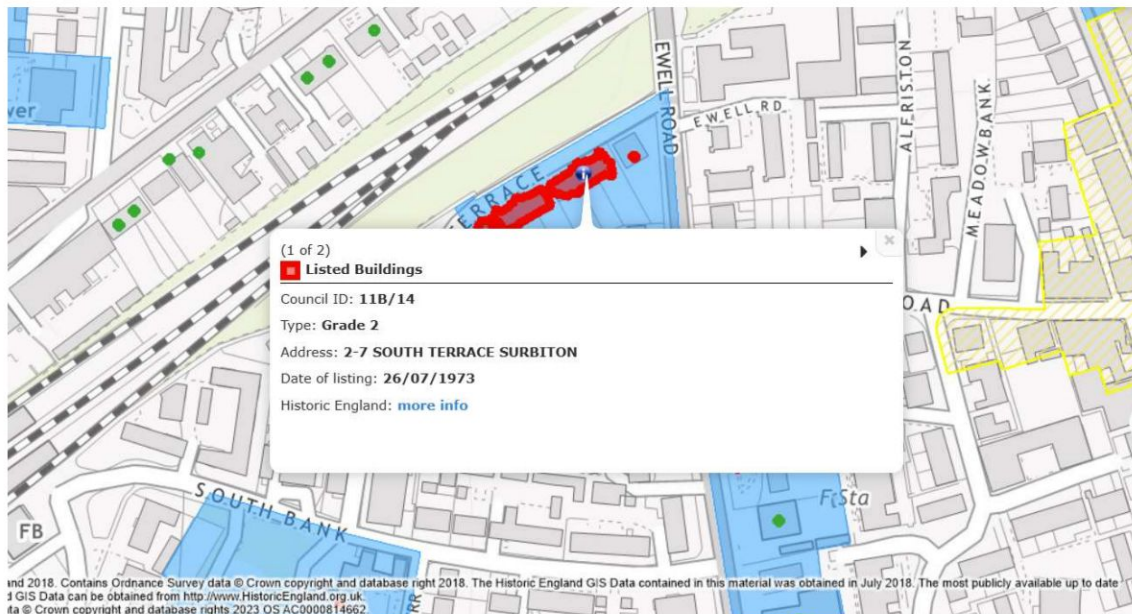 ver
EWELL ROAD
EWELL RD
ALFRISTON
MEADOWBANK
TERRACE
(1 of 2)
Listed Buildings
Council ID: 11B/14
Type: Grade 2
Address: 2-7 SOUTH TERRACE SURBITON
Date of listing: 26/07/1973
Historic England: more info
OAD
SOUTH BANK
F Sta
FB
RR
and 2018. Contains Ordnance Survey data © Crown copyright and database right 2018. The Historic England GIS Data contained in this material was obtained in July 2018. The most publicly available up to date
d GIS Data can be obtained from http://www.HistoricEngland.org.uk.
ta © Crown copyright and database rights 2023 OS AC0000814662.